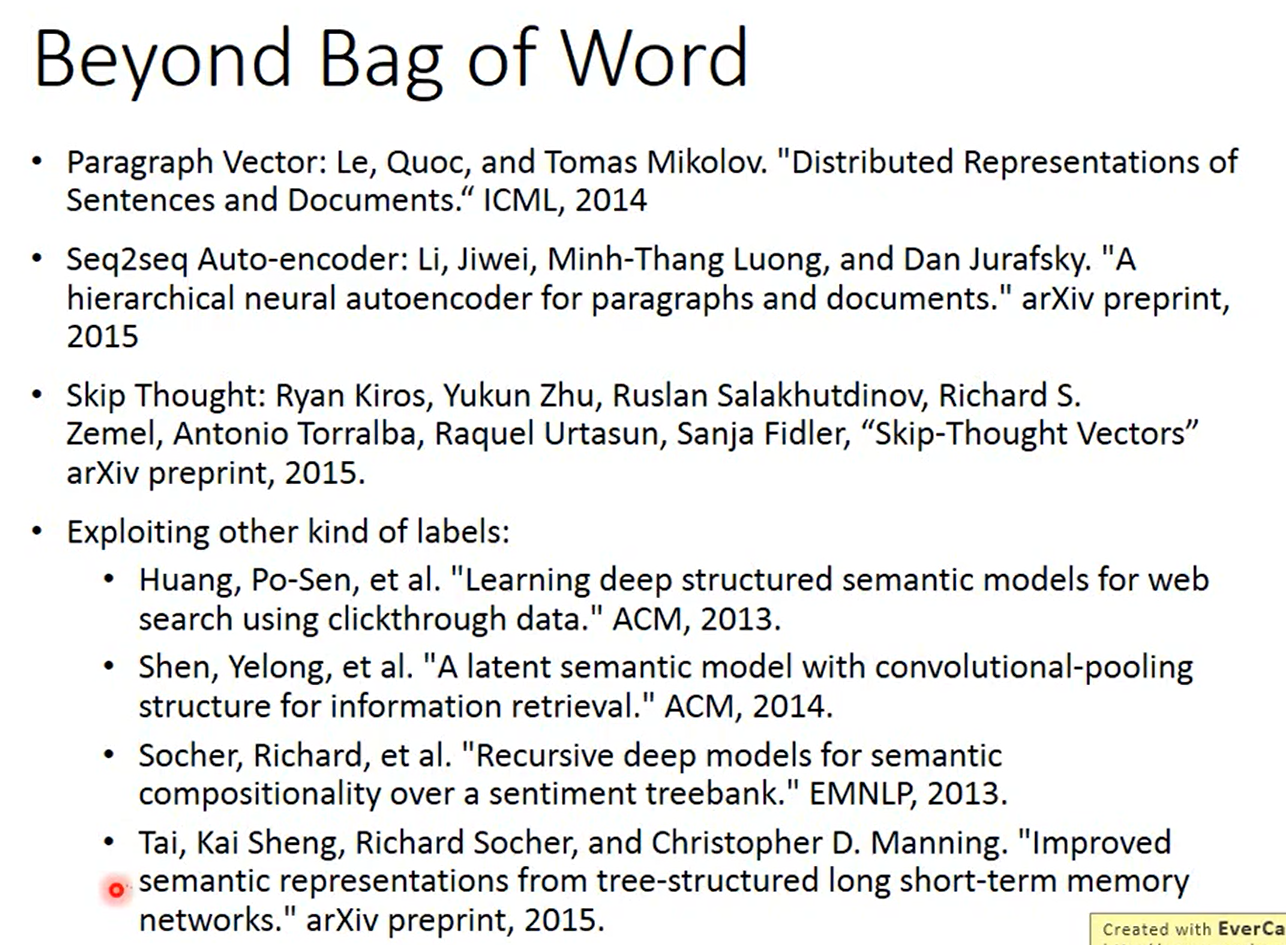 Beyond Bag of Word
• Paragraph Vector: Le, Quoc, and Tomas Mikolov. "Distributed Representations of
Sentences and Documents.“ ICML, 2014
• Seq2seq Auto-encoder: Li, Jiwei, Minh-Thang Luong, and Dan Jurafsky. "A
hierarchical neural autoencoder for paragraphs and documents." arXiv preprint,
2015
• Skip Thought: Ryan Kiros, Yukun Zhu, Ruslan Salakhutdinov, Richard S.
Zemel, Antonio Torralba, Raquel Urtasun, Sanja Fidler, “Skip-Thought Vectors”
arXiv preprint, 2015.
• Exploiting other kind of labels:
• Huang, Po-Sen, et al. "Learning deep structured semantic models for web
search using clickthrough data." ACM, 2013.
• Shen, Yelong, et al. "A latent semantic model with convolutional-pooling
structure for information retrieval." ACM, 2014.
• Socher, Richard, et al. "Recursive deep models for semantic
compositionality over a sentiment treebank." EMNLP, 2013.
• Tai, Kai Sheng, Richard Socher, and Christopher D. Manning. "Improved
semantic representations from tree-structured long short-term memory
networks." arXiv preprint, 2015.
Created with EverCa